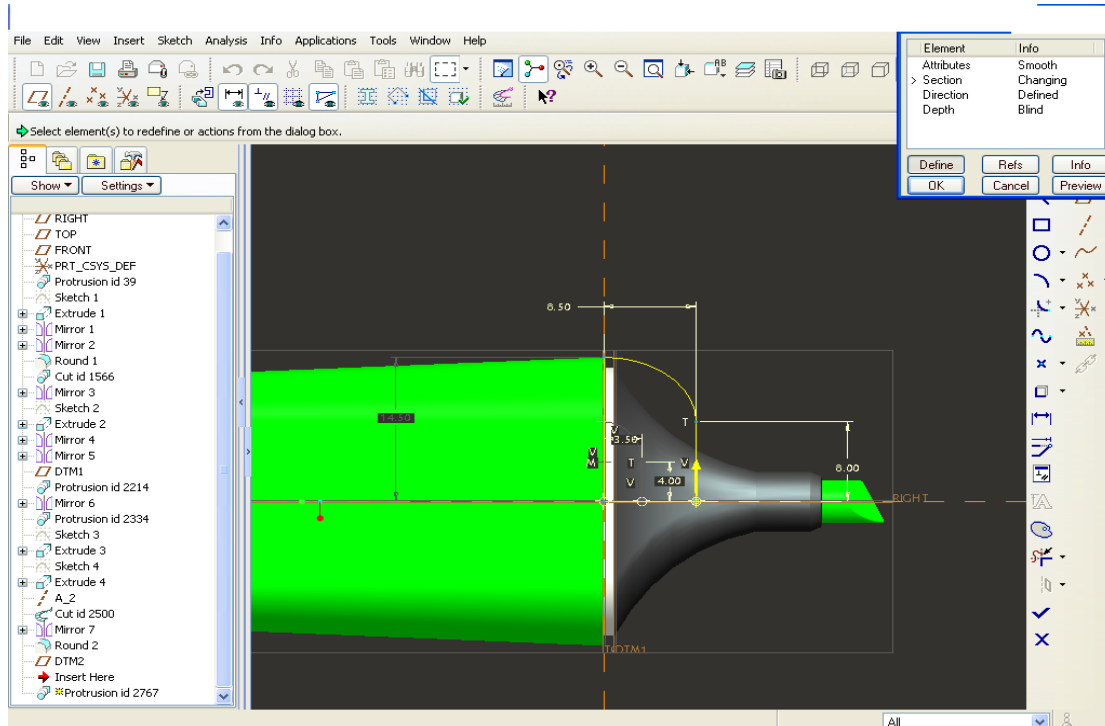 File Edit View Insert Sketch Analysis Info Applications Tools Window Help
Select element(s) to redefine or actions from the dialog box.
Element Info
Attributes Smooth
> Section Changing
Direction Defined
Depth Blind
Define Refs Info
OK Cancel Preview
Show Settings
RIGHT
TOP
FRONT
PRT_CSYS_DEF
Protrusion id 39
Sketch 1
Extrude 1
Mirror 1
Mirror 2
Round 1
Cut id 1566
Mirror 3
Sketch 2
Extrude 2
Mirror 4
Mirror 5
DTM1
Protrusion id 2214
Mirror 6
Protrusion id 2334
Sketch 3
Extrude 3
Sketch 4
Extrude 4
A_2
Cut id 2500
Mirror 7
Round 2
DTM2
Insert Here
Protrusion id 2767
8.50
14.50
T
V
3.50
V
M T V
V 4.00
8.00
RIGHT
DTM1
All